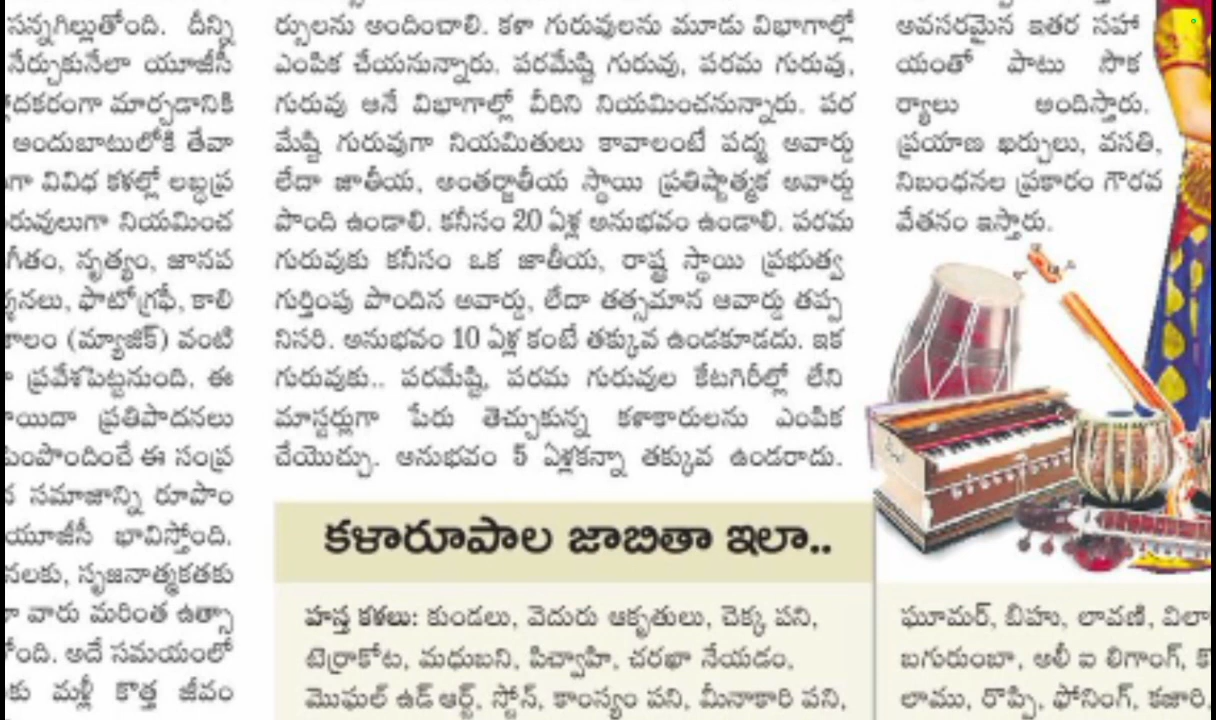 సన్నగిల్లుతోంది. దీన్ని
నేర్చుకునేలా యూజీసీ
దకరంగా మార్చడానికి
అందుబాటులోకి తేవా
గా వివిధ కళల్లో లబ్ధప్ర
రువులుగా నియమించ
గీతం, నృత్యం, జానప
ర్శనలు, ఫొటోగ్రఫీ, కాలి
జాలం (మ్యాజిక్) వంటి
ప్రవేశపెట్టనుంది. ఈ
యిదా ప్రతిపాదనలు
పెంపొందించే ఈ సంప్ర
సమాజాన్ని రూపొం
యూజీసీ భావిస్తోంది.
నలకు, సృజనాత్మకతకు
వారు మరింత ఉత్సా
ోంది. అదే సమయంలో
కు మళ్లీ కొత్త జీవం
ర్పులను అందించాలి. కళా గురువులను మూడు విభాగాల్లో
ఎంపిక చేయనున్నారు. పరమేష్ఠి గురువు, పరమ గురువు,
గురువు అనే విభాగాల్లో వీరిని నియమించనున్నారు. పర
మేష్ఠి గురువుగా నియమితులు కావాలంటే పద్మ అవార్డు
లేదా జాతీయ, అంతర్జాతీయ స్థాయి ప్రతిష్టాత్మక అవార్డు
పొంది ఉండాలి. కనీసం 20 ఏళ్ల అనుభవం ఉండాలి. పరమ
గురువుకు కనీసం ఒక జాతీయ, రాష్ట్ర స్థాయి ప్రభుత్వ
గుర్తింపు పొందిన అవార్డు, లేదా తత్సమాన అవార్డు తప్ప
నిసరి. అనుభవం 10 ఏళ్ల కంటే తక్కువ ఉండకూడదు. ఇక
గురువుకు.. పరమేష్ఠి, పరమ గురువుల కేటగిరీల్లో లేని
మాస్టర్లుగా పేరు తెచ్చుకున్న కళాకారులను ఎంపిక
చేయొచ్చు. అనుభవం 5 ఏళ్లకన్నా తక్కువ ఉండరాదు.
అవసరమైన ఇతర సహా
యంతో పాటు సౌక
ర్యాలు అందిస్తారు.
ప్రయాణ ఖర్చులు, వసతి,
నిబంధనల ప్రకారం గౌరవ
వేతనం ఇస్తారు.
కళారూపాల జాబితా ఇలా..
హస్త కళలు: కుండలు, వెదురు ఆకృతులు, చెక్క పని,
టెర్రాకోట, మధుబని, పిచ్వాహి, చరఖా నేయడం,
మొఘల్ ఉడ్ ఆర్ట్, స్టోన్, కాంస్యం పని, మీనాకారి పని,
ఘూమర్, బిహు, లావణి, విలా
బగురుంబా, అలీ ఐ లిగాంగ్, కొ
లాము, రొప్పి, ఫోనింగ్, కజారి,